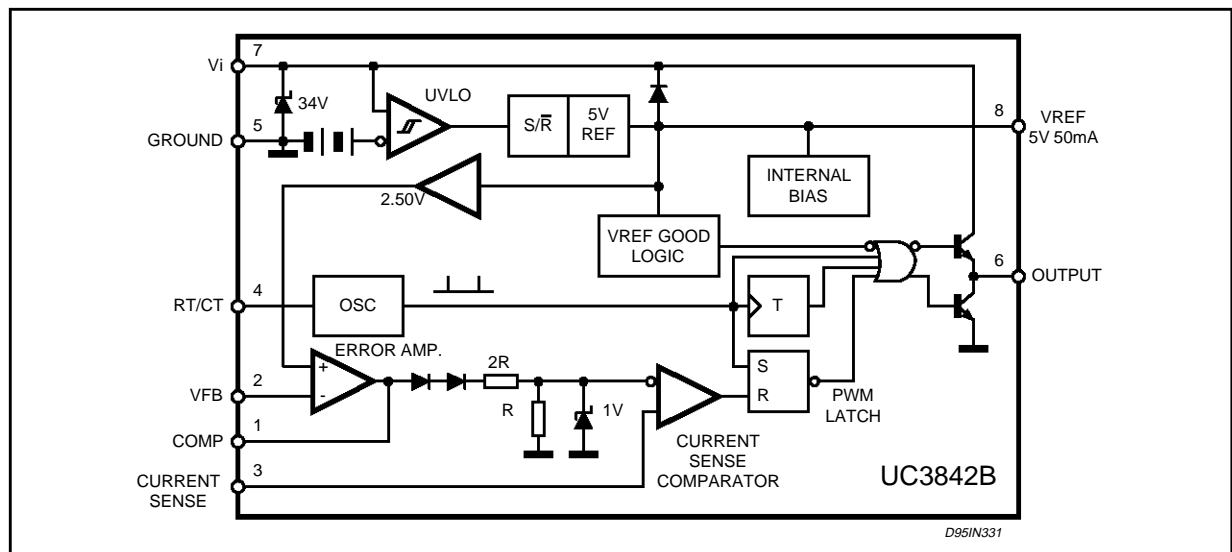 7
Vi
34V
UVLO
S/R̅
5V
REF
8
VREF
5V 50mA
5
GROUND
INTERNAL
BIAS
2.50V
VREF GOOD
LOGIC
6
OUTPUT
4
RT/CT
OSC
T
ERROR AMP.
2R
S
R
+
-
2
VFB
R
1V
PWM
LATCH
1
COMP
CURRENT
SENSE
COMPARATOR
3
CURRENT
SENSE
UC3842B
D95IN331